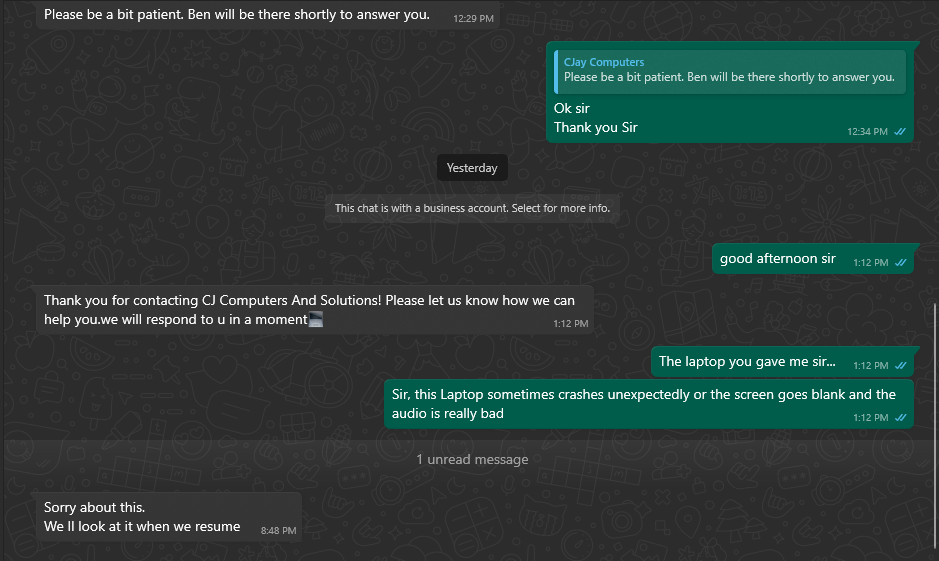 Please be a bit patient. Ben will be there shortly to answer you.
12:29 PM
CJay Computers
Please be a bit patient. Ben will be there shortly to answer you.
Ok sir
Thank you Sir
12:34 PM
Yesterday
This chat is with a business account. Select for more info.
good afternoon sir
1:12 PM
Thank you for contacting CJ Computers And Solutions! Please let us know how we can
help you.we will respond to u in a moment
1:12 PM
The laptop you gave me sir...
1:12 PM
Sir, this Laptop sometimes crashes unexpectedly or the screen goes blank and the
audio is really bad
1:12 PM
1 unread message
Sorry about this.
We ll look at it when we resume
8:48 PM